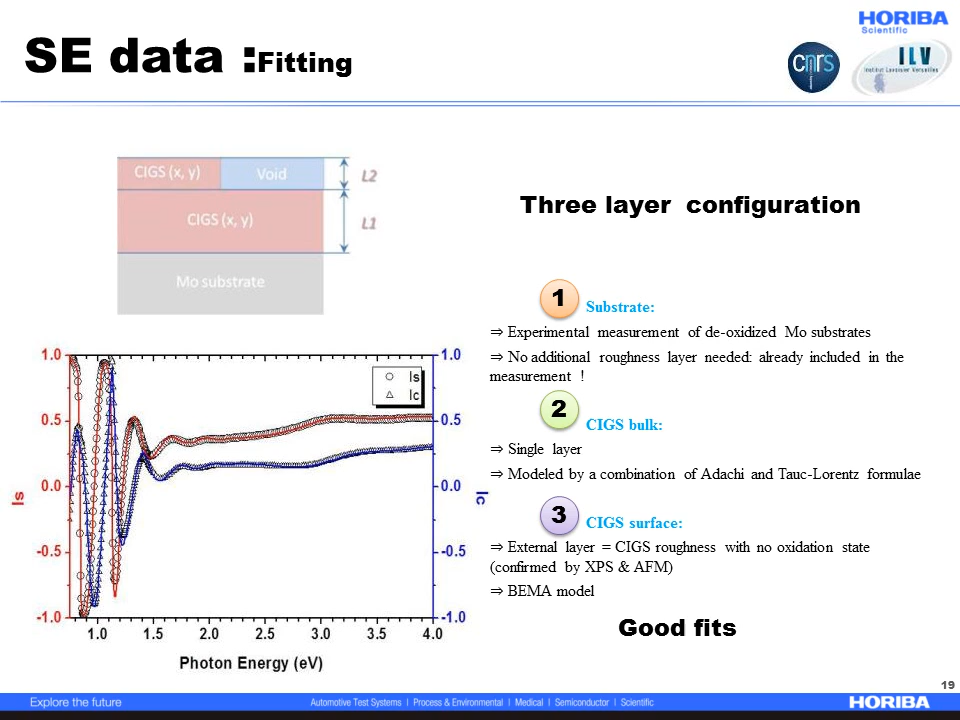 HORIBA
Scientific
SE data :Fitting
cnrs
ILV
Institut Lavoisier Versailles
CIGS (x, y)
Void
L2
CIGS (x, y)
L1
Mo substrate
Three layer configuration
1
Substrate:
⇒ Experimental measurement of de-oxidized Mo substrates
⇒ No additional roughness layer needed: already included in the
measurement !
2
CIGS bulk:
⇒ Single layer
⇒ Modeled by a combination of Adachi and Tauc-Lorentz formulae
3
CIGS surface:
⇒ External layer = CIGS roughness with no oxidation state
(confirmed by XPS & AFM)
⇒ BEMA model
Good fits
1.0
0.5
0.0
-0.5
-1.0
Is
Is
Ic
1.0
0.5
0.0
-0.5
-1.0
Ic
1.0 1.5 2.0 2.5 3.0 3.5 4.0
Photon Energy (eV)
19
Explore the future
Automotive Test Systems | Process & Environmental | Medical | Semiconductor | Scientific
HORIBA